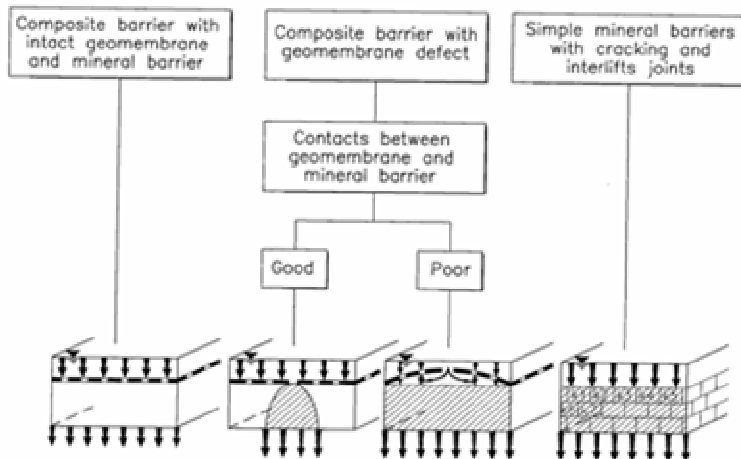 Composite barrier with
intact geomembrane
and mineral barrier
Composite barrier with
geomembrane defect
Simple mineral barriers
with cracking and
interlifts joints
Contacts between
geomembrane and
mineral barrier
Good
Poor